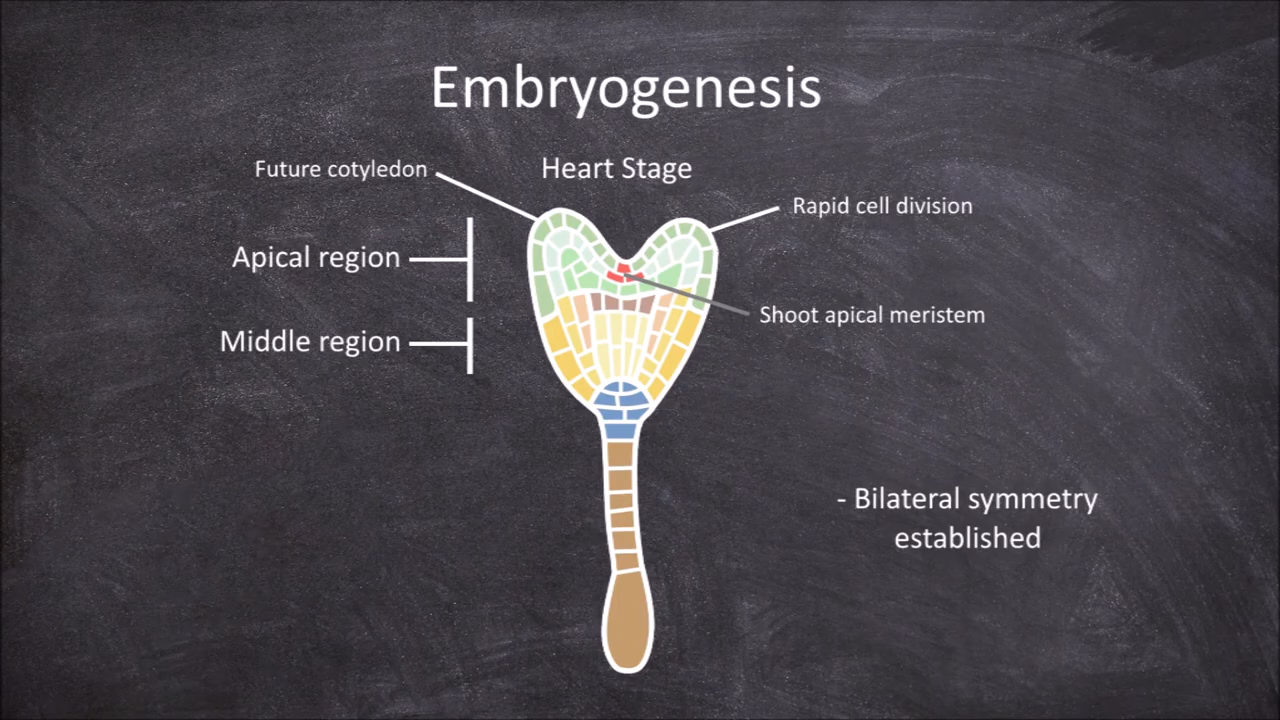 Embryogenesis
Heart Stage
Future cotyledon
Rapid cell division
Apical region
Shoot apical meristem
Middle region
- Bilateral symmetry
established